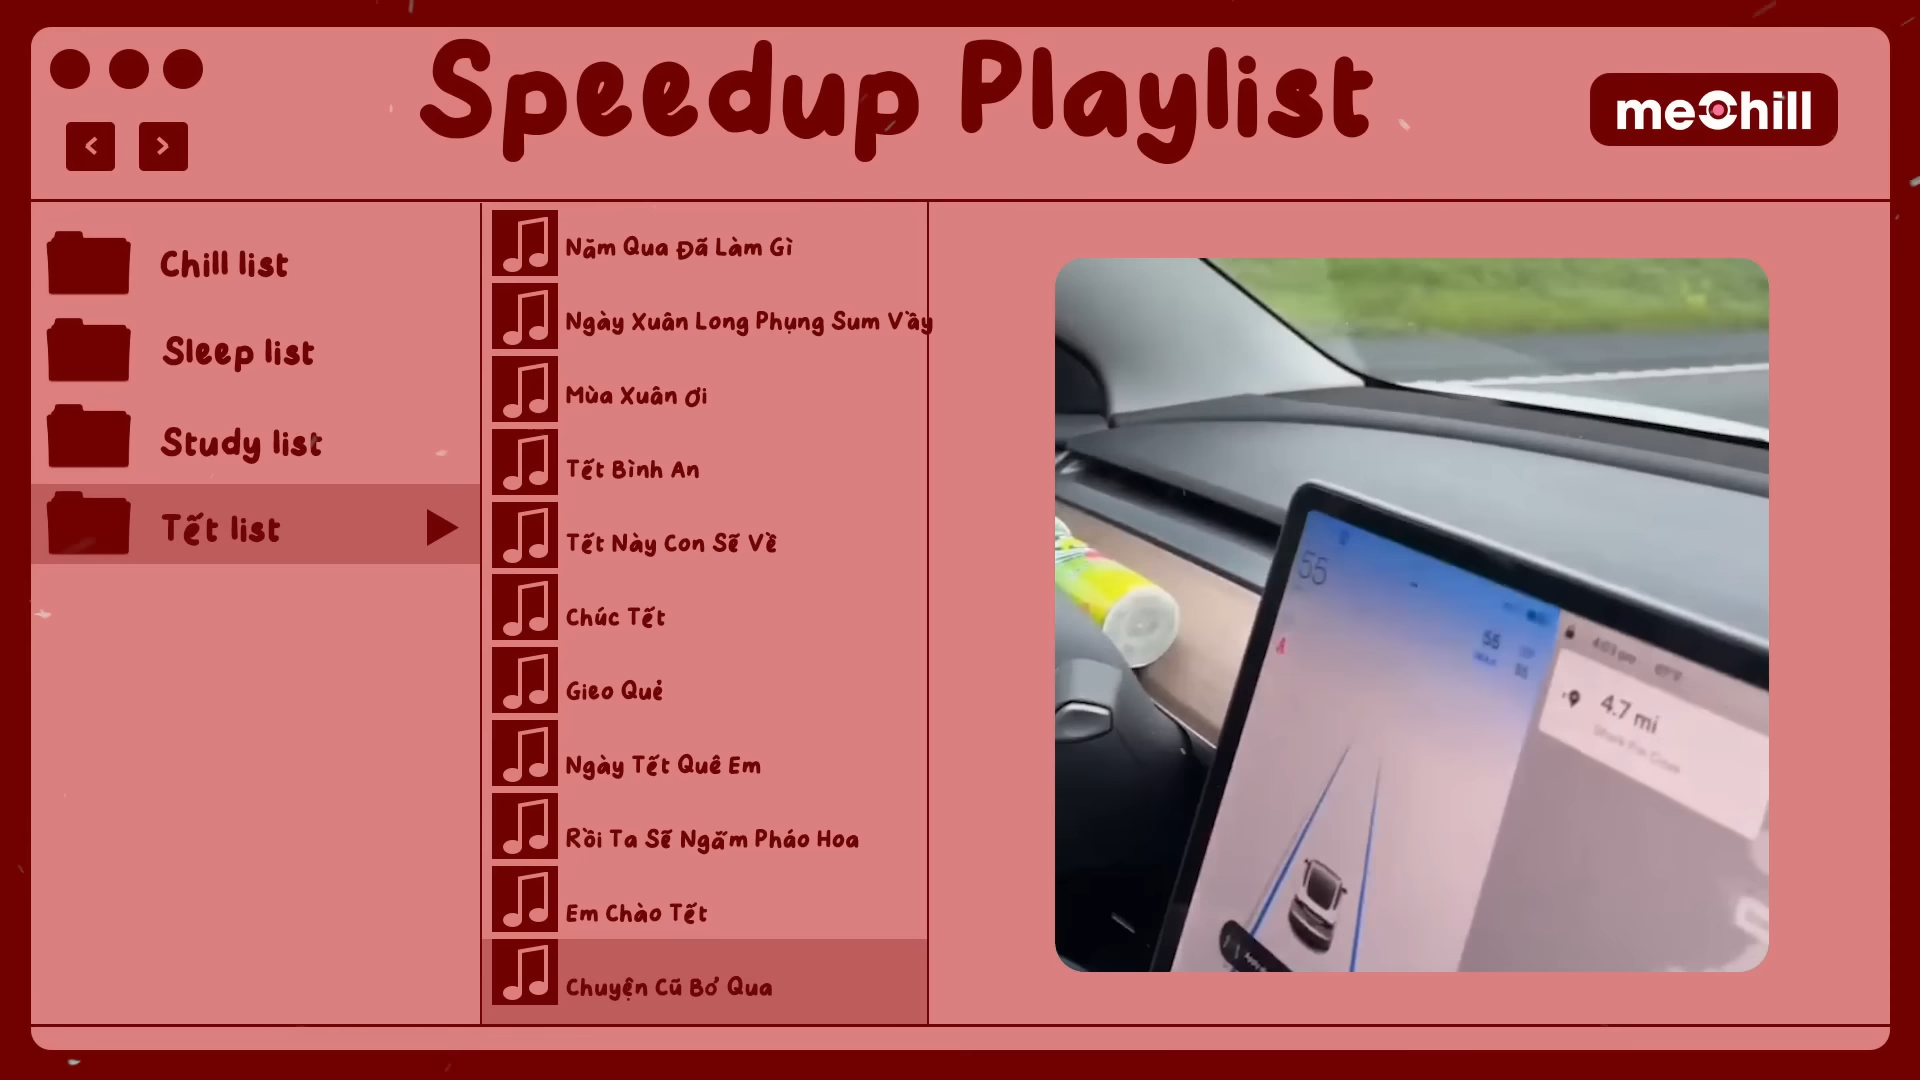 Speedup Playlist
meChill
Chill list
Sleep list
Study list
Tết list
Năm Qua Đã Làm Gì
Ngày Xuân Long Phụng Sum Vầy
Mùa Xuân ơi
Tết Bình An
Tết Này Con Sẽ Về
Chúc Tết
Gieo Quẻ
Ngày Tết Quê Em
Rồi Ta Sẽ Ngắm Pháo Hoa
Em Chào Tết
Chuyện Cũ Bỏ Qua
55
55
4.7 mi